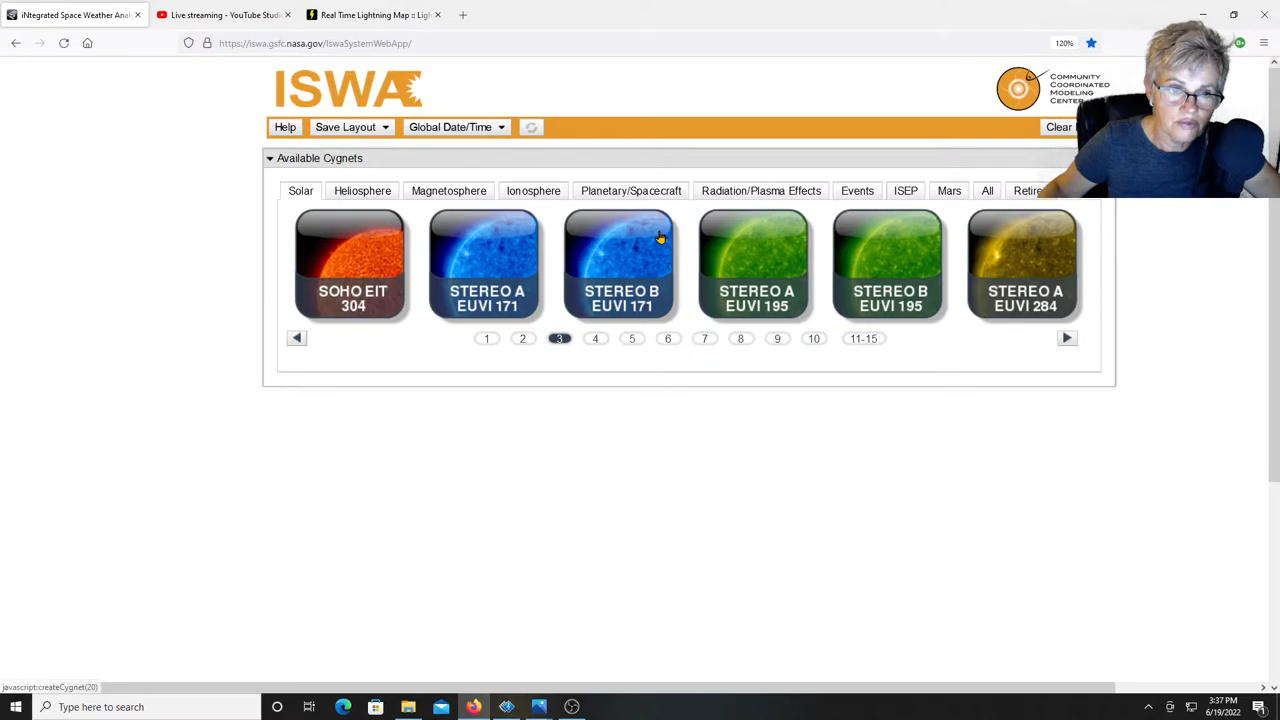 iNtegrated Space Weather Ana
Live streaming - YouTube Studi
Real Time Lightning Map :: Ligh
https://iswa.gsfc.nasa.gov/IswaSystemWebApp/
120%
ISWA
COMMUNITY
COORDINATED
MODELING
CENTER
Help
Save Layout
Global Date/Time
Clear
Available Cygnets
Solar
Heliosphere
Magnetosphere
Ionosphere
Planetary/Spacecraft
Radiation/Plasma Effects
Events
ISEP
Mars
All
Retire
SOHO EIT
304
STEREO A
EUVI 171
STEREO B
EUVI 171
STEREO A
EUVI 195
STEREO B
EUVI 195
STEREO A
EUVI 284
1 2 3 4 5 6 7 8 9 10 11-15
javascript:createCygnet(20)
Type here to search
3:37 PM
6/19/2022